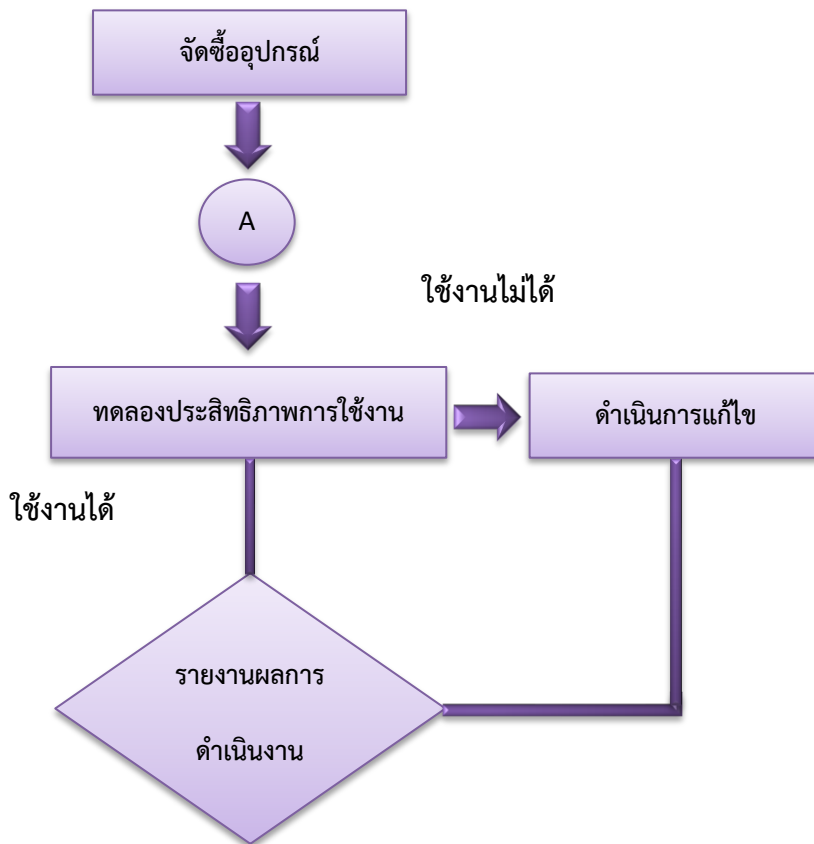 จัดซื้ออุปกรณ์
A
ใช้งานไม่ได้
ทดลองประสิทธิภาพการใช้งาน
ดำเนินการแก้ไข
ใช้งานได้
รายงานผลการ
ดำเนินงาน